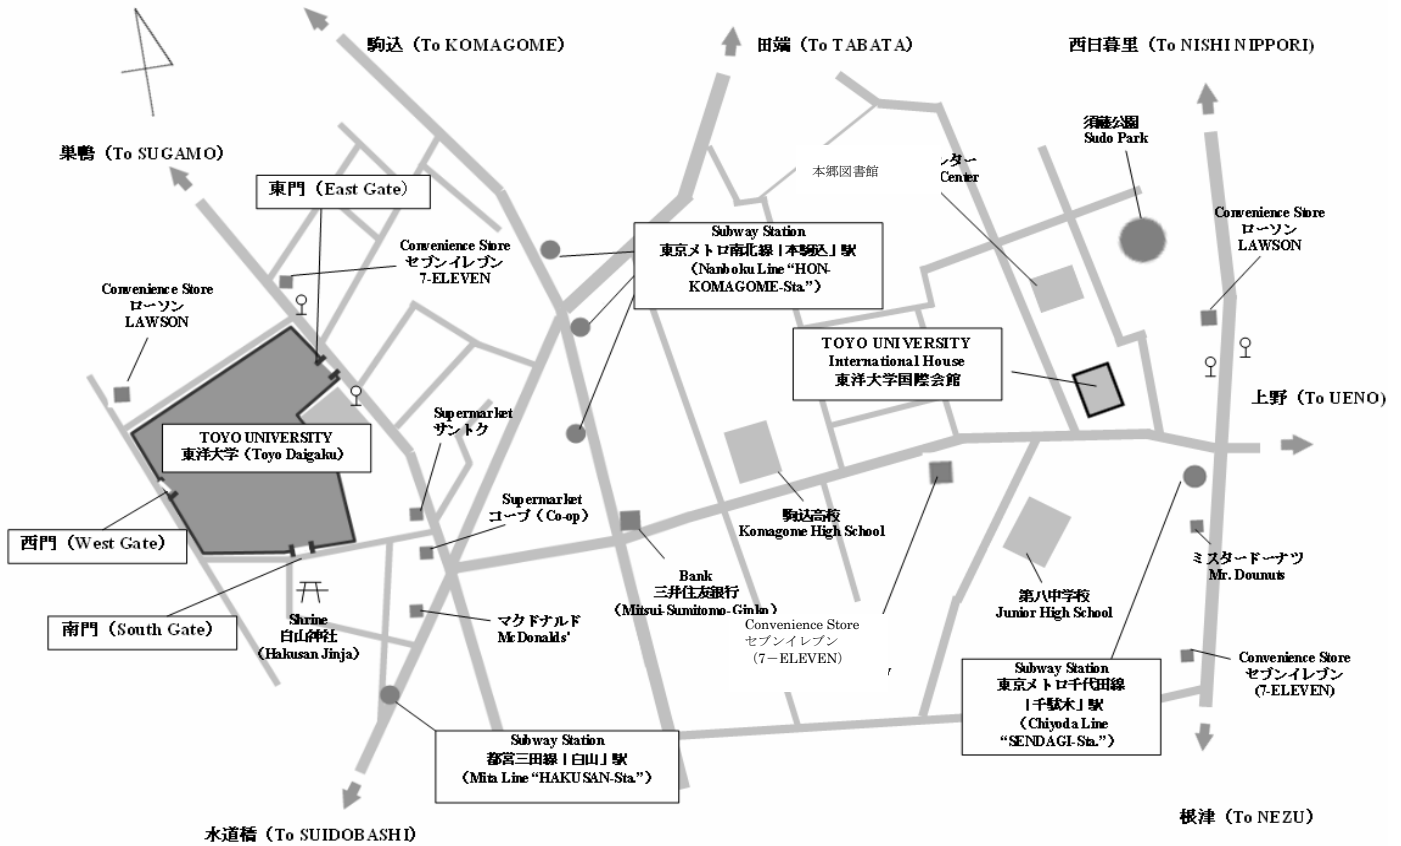 駒込（To KOMAGOME）
田端（To TABATA）
西日暮里（To NISHI NIPPORI)
須藤公園
Sudo Park
巣鴨（To SUGAMO）
東門（East Gate）
本郷図書館
ンター
Center
Convenience Store
ローソン
LAWSON
Convenience Store
セブンイレブン
7-ELEVEN
Subway Station
東京メトロ南北線「本駒込」駅
（Nanboku Line “HON-
KOMAGOME-Sta.”）
Convenience Store
ローソン
LAWSON
TOYO UNIVERSITY
International House
東洋大学国際会館
上野（To UENO)
Supermarket
サントク
TOYO UNIVERSITY
東洋大学（Toyo Daigaku）
Supermarket
コープ（Co-op）
駒込高校
Komagome High School
西門（West Gate）
ミスタードーナツ
Mr. Dounuts
Bank
三井住友銀行
（Mitsui-Sumitomo-Ginko）
第八中学校
Junior High School
南門（South Gate）
Shrine
白山神社
（Hakusan Jinja）
マクドナルド
McDonalds'
Convenience Store
セブンイレブン
（7－ELEVEN）
Convenience Store
セブンイレブン
(7-ELEVEN)
Subway Station
東京メトロ千代田線
「千駄木」駅
（Chiyoda Line
“SENDAGI-Sta.”）
Subway Station
都営三田線「白山」駅
（Mita Line “HAKUSAN-Sta.”）
水道橋（To SUIDOBASHI）
根津（To NEZU）